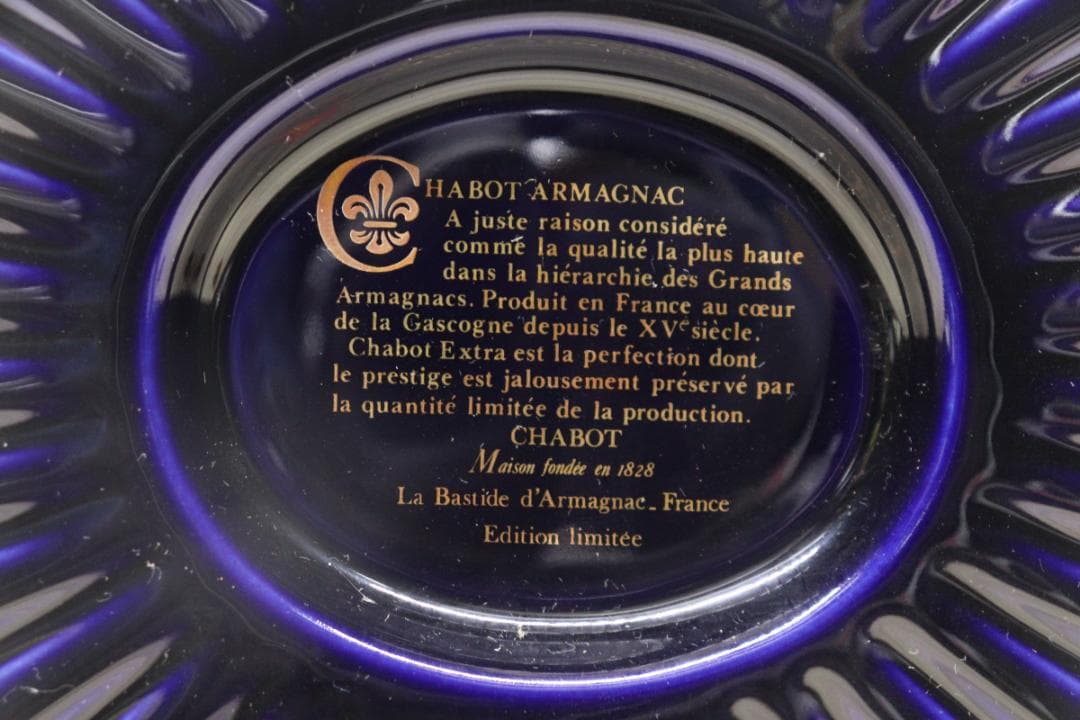 CHABOT ARMAGNAC
A juste raison considéré
comme la qualité la plus haute
dans la hiérarchie des Grands
Armagnacs. Produit en France au cœur
de la Gascogne depuis le XVe siècle.
Chabot Extra est la perfection dont
le prestige est jalousement préservé par
la quantité limitée de la production.
CHABOT
Maison fondée en 1828
La Bastide d'Armagnac - France
Edition limitée